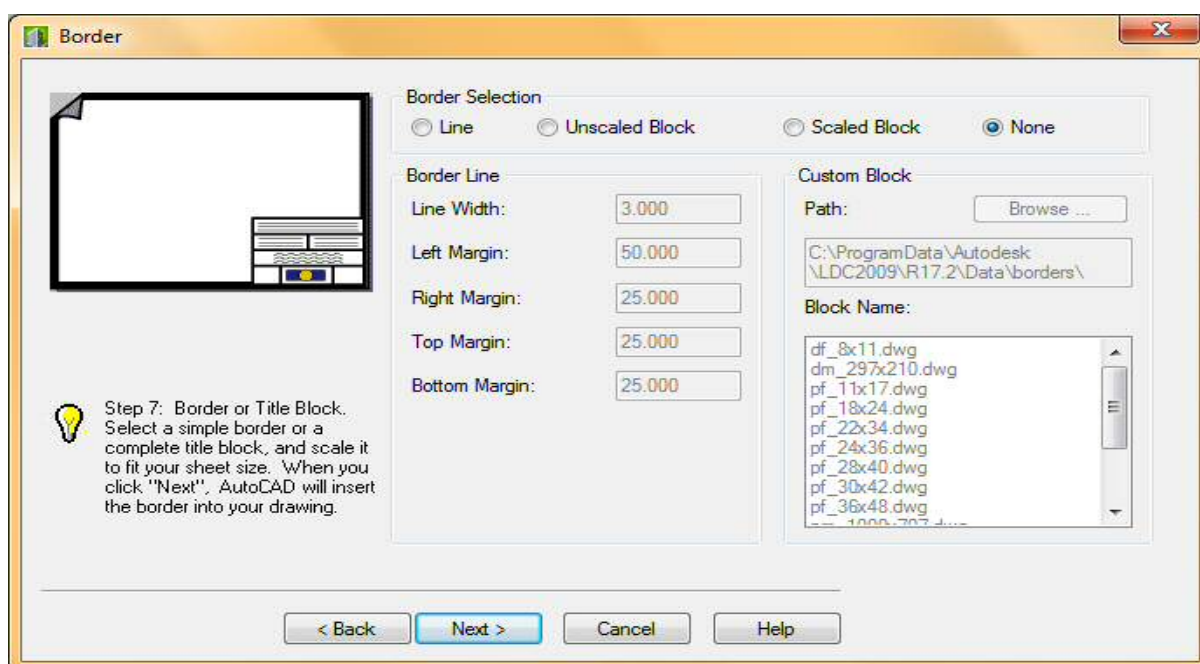 Border
Border Selection
Line Unscaled Block Scaled Block None
Border Line
Line Width: 3.000
Left Margin: 50.000
Right Margin: 25.000
Top Margin: 25.000
Bottom Margin: 25.000
Custom Block
Path: Browse ...
C:\ProgramData\Autodesk
\LDC2009\R17.2\Data\borders\
Block Name:
df_8x11.dwg
dm_297x210.dwg
pf_11x17.dwg
pf_18x24.dwg
pf_22x34.dwg
pf_24x36.dwg
pf_28x40.dwg
pf_30x42.dwg
pf_36x48.dwg
Step 7: Border or Title Block.
Select a simple border or a
complete title block, and scale it
to fit your sheet size. When you
click "Next", AutoCAD will insert
the border into your drawing.
< Back Next > Cancel Help